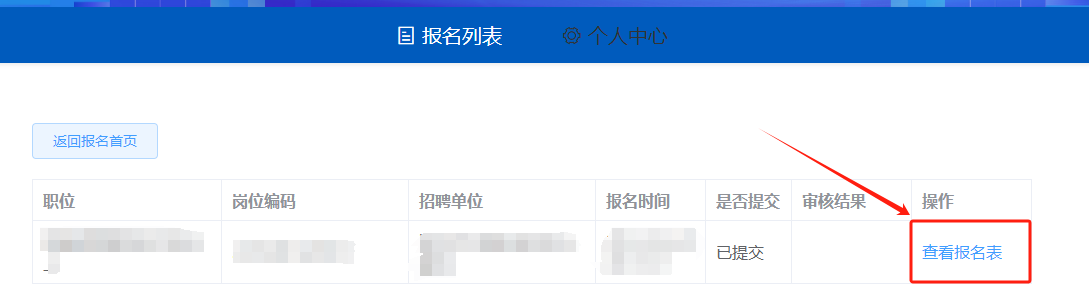 报名列表 个人中心
返回报名首页
职位 岗位编码 招聘单位 报名时间 是否提交 审核结果 操作
已提交 查看报名表